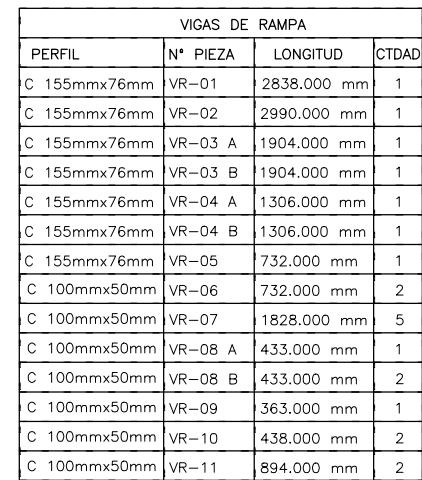 VIGAS DE RAMPA
PERFIL N° PIEZA LONGITUD CTDAD
C 155mmx76mm VR-01 2838.000 mm 1
C 155mmx76mm VR-02 2990.000 mm 1
C 155mmx76mm VR-03 A 1904.000 mm 1
C 155mmx76mm VR-03 B 1904.000 mm 1
C 155mmx76mm VR-04 A 1306.000 mm 1
C 155mmx76mm VR-04 B 1306.000 mm 1
C 155mmx76mm VR-05 732.000 mm 1
C 100mmx50mm VR-06 732.000 mm 2
C 100mmx50mm VR-07 1828.000 mm 5
C 100mmx50mm VR-08 A 433.000 mm 1
C 100mmx50mm VR-08 B 433.000 mm 2
C 100mmx50mm VR-09 363.000 mm 1
C 100mmx50mm VR-10 438.000 mm 2
C 100mmx50mm VR-11 894.000 mm 2